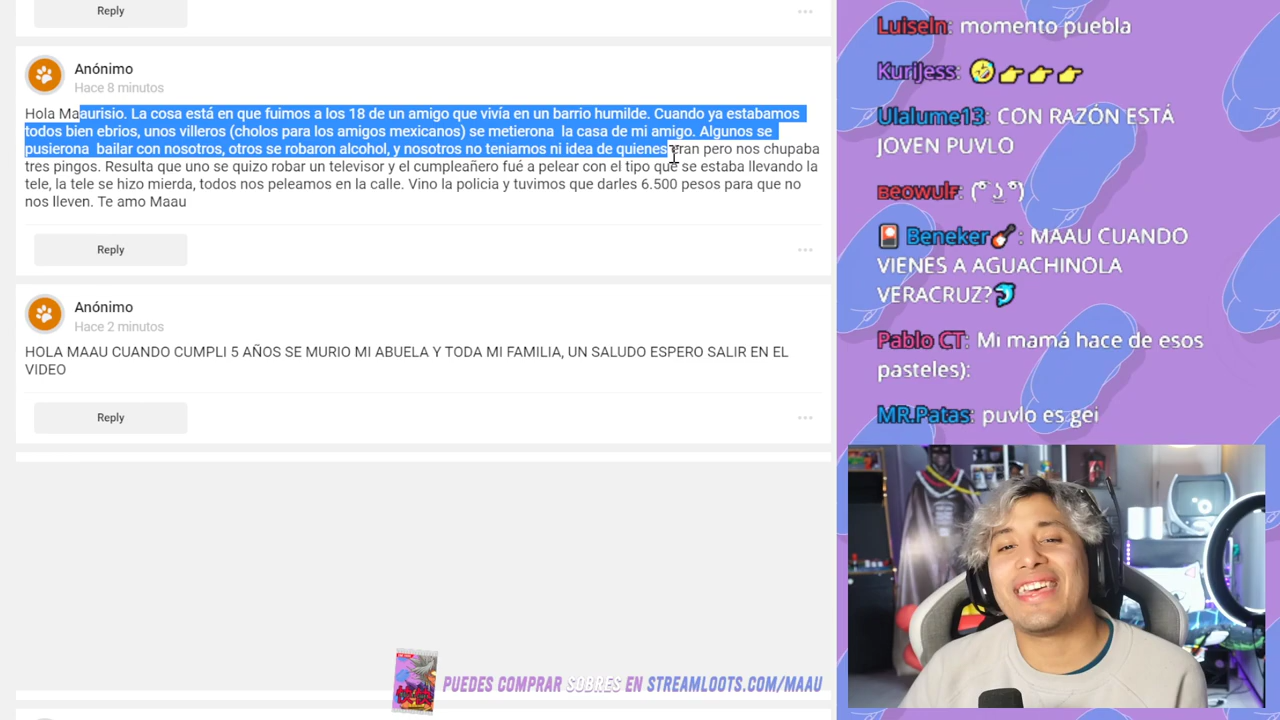 Reply
Anónimo
Hace 8 minutos
Hola Maaurisio. La cosa está en que fuimos a los 18 de un amigo que vivía en un barrio humilde. Cuando ya estabamos
todos bien ebrios, unos villeros (cholos para los amigos mexicanos) se metierona  la casa de mi amigo. Algunos se
pusierona  bailar con nosotros, otros se robaron alcohol, y nosotros no teniamos ni idea de quienes eran pero nos chupaba
tres pingos. Resulta que uno se quizo robar un televisor y el cumpleañero fué a pelear con el tipo que se estaba llevando la
tele, la tele se hizo mierda, todos nos peleamos en la calle. Vino la policia y tuvimos que darles 6.500 pesos para que no
nos lleven. Te amo Maau
Reply
Anónimo
Hace 2 minutos
HOLA MAAU CUANDO CUMPLI 5 AÑOS SE MURIO MI ABUELA Y TODA MI FAMILIA, UN SALUDO ESPERO SALIR EN EL
VIDEO
Reply
PUEDES COMPRAR SOBRES EN STREAMLOOTS.COM/MAAU
Luiseln: momento puebla
KuriJess: 🤣👉👉👉
Ulalume13: CON RAZÓN ESTÁ
JOVEN PUVLO
вeowulғ: ( ͡° ͜ʖ ͡°)
Beneker🎸: MAAU CUANDO
VIENES A AGUACHINOLA
VERACRUZ?🐬
Pablo CT: Mi mamá hace de esos
pasteles):
MR.Patas: puvlo es gei